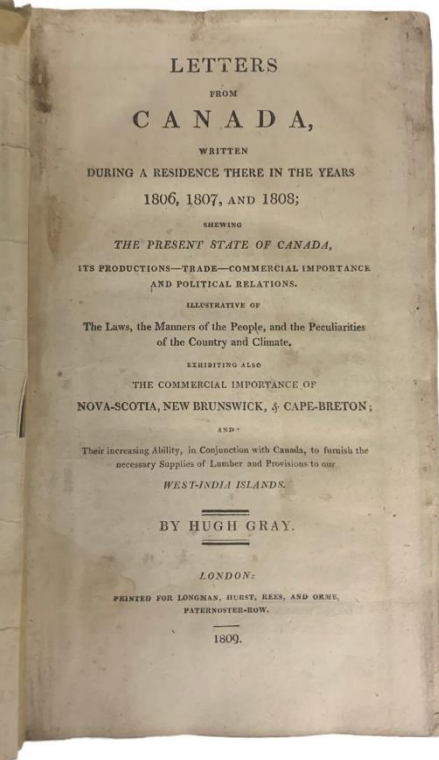 LETTERS
FROM
CANADA,
WRITTEN
DURING A RESIDENCE THERE IN THE YEARS
1806, 1807, AND 1808;
SHEWING
THE PRESENT STATE OF CANADA,
ITS PRODUCTIONS—TRADE—COMMERCIAL IMPORTANCE
AND POLITICAL RELATIONS.
ILLUSTRATIVE OF
The Laws, the Manners of the People, and the Peculiarities
of the Country and Climate.
EXHIBITING ALSO
THE COMMERCIAL IMPORTANCE OF
NOVA-SCOTIA, NEW BRUNSWICK, & CAPE-BRETON;
AND
Their increasing Ability, in Conjunction with Canada, to furnish the
necessary Supplies of Lumber and Provisions to our
WEST-INDIA ISLANDS.
BY HUGH GRAY.
LONDON:
PRINTED FOR LONGMAN, HURST, REES, AND ORME,
PATERNOSTER-ROW.
1809.